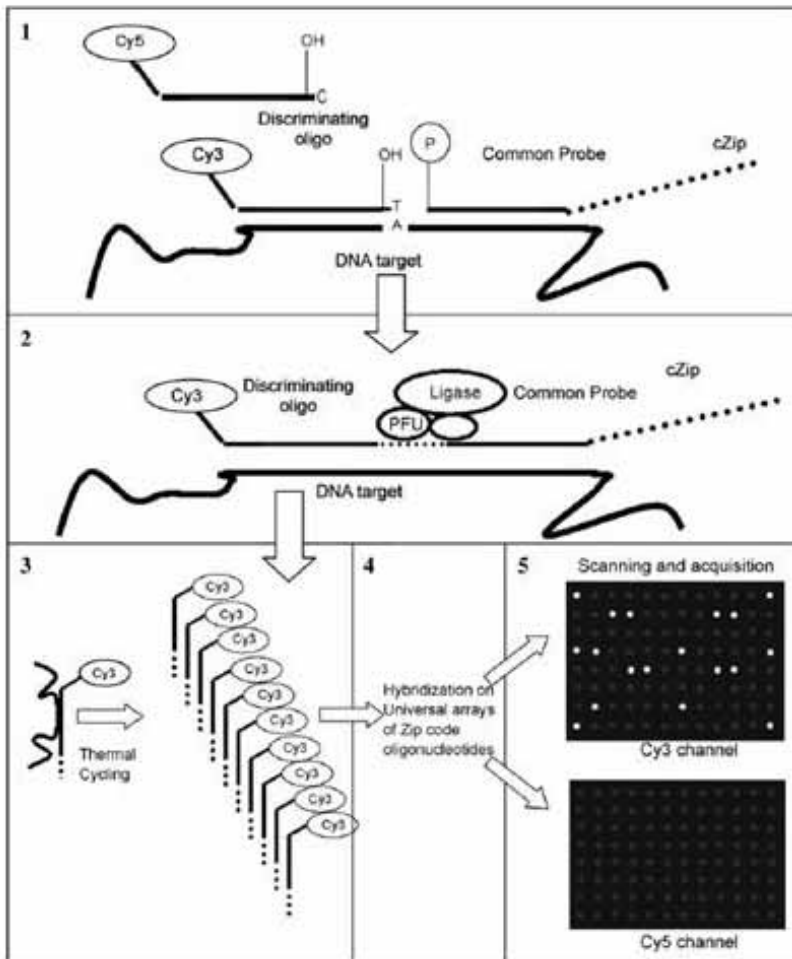 1
Cy5
OH
C
Discriminating
oligo
Cy3
OH
P
Common Probe
cZip
T
A
DNA target
2
Cy3
Discriminating
oligo
Ligase
PFU
Common Probe
cZip
DNA target
3
Cy3
Thermal
Cycling
Cy3
Cy3
Cy3
Cy3
Cy3
Cy3
Cy3
Cy3
Cy3
Cy3
4
Hybridization on
Universal arrays
of Zip code
oligonucleotides
5
Scanning and acquisition
Cy3 channel
Cy5 channel